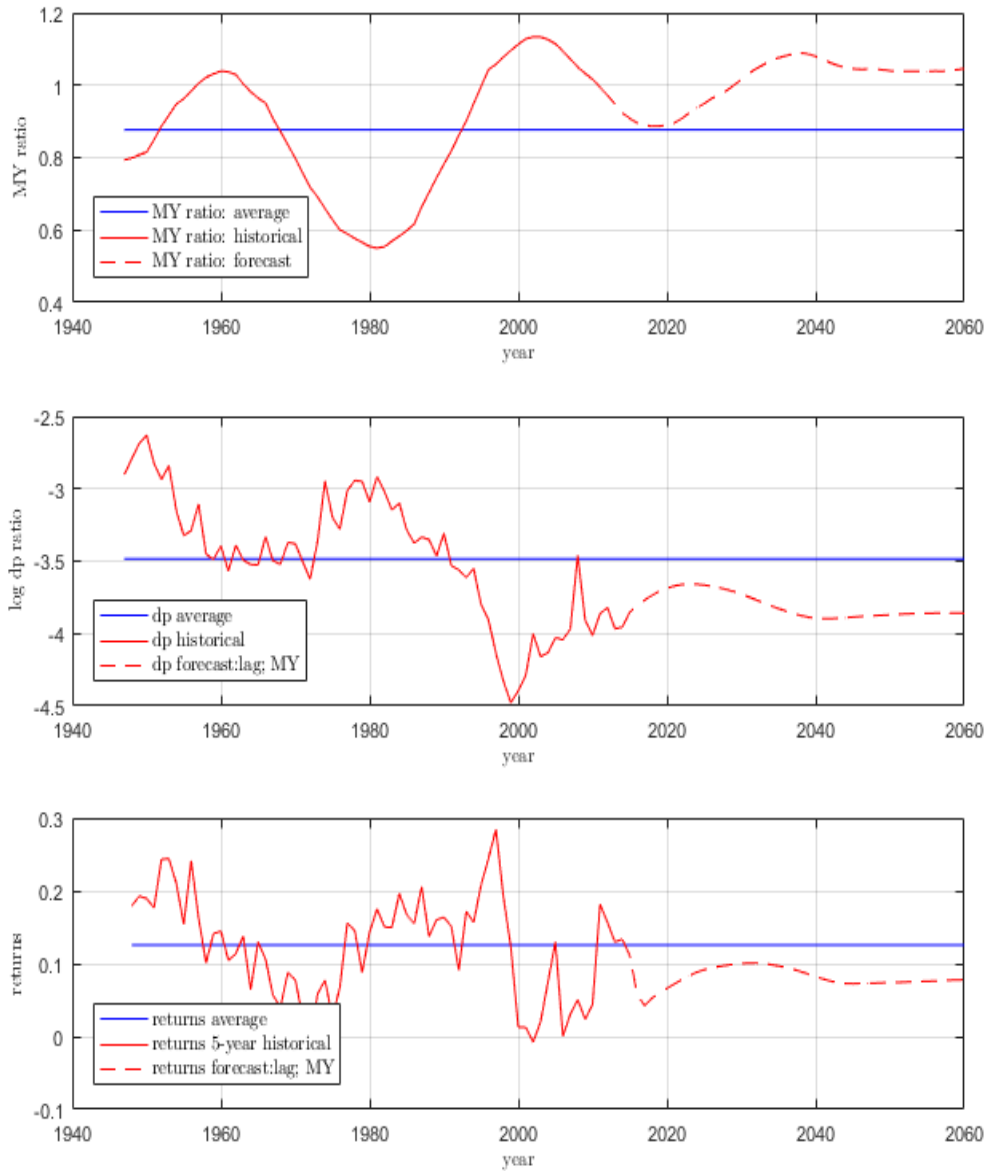 1.2
1
0.8
0.6
0.4
MY ratio
MY ratio: average
MY ratio: historical
MY ratio: forecast
1940 1960 1980 2000 2020 2040 2060
year
-2.5
-3
-3.5
-4
-4.5
log dp ratio
dp average
dp historical
dp forecast:lag; MY
1940 1960 1980 2000 2020 2040 2060
year
0.3
0.2
0.1
0
-0.1
returns
returns average
returns 5-year historical
returns forecast:lag; MY
1940 1960 1980 2000 2020 2040 2060
year